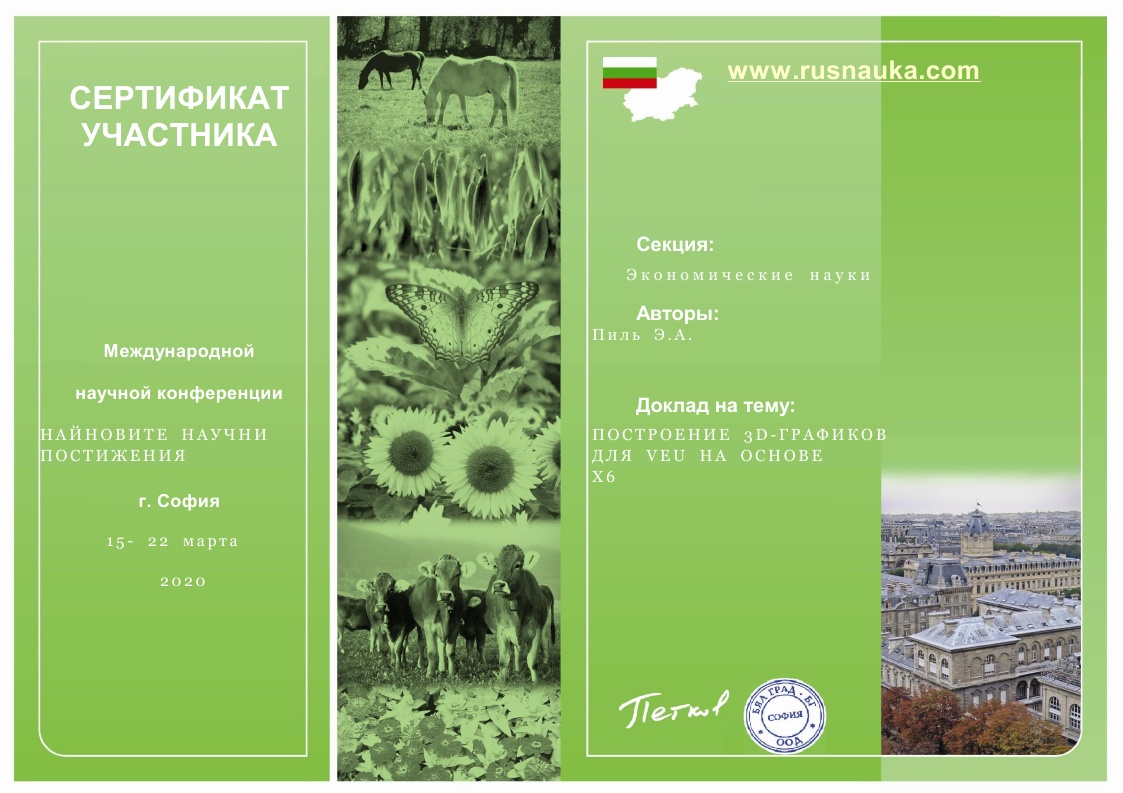 СЕРТИФИКАТ
УЧАСТНИКА
Международной
научной конференции
НАЙНОВИТЕ НАУЧНИ
ПОСТИЖЕНИЯ
г. София
15- 22 марта
2020
www.rusnauka.com
Секция:
Экономические науки
Авторы:
Пиль Э.А.
Доклад на тему:
ПОСТРОЕНИЕ 3D-ГРАФИКОВ
ДЛЯ VEU НА ОСНОВЕ
X6
Петков
БЯЛ ГРАД - БГ
СОФИЯ
ООД